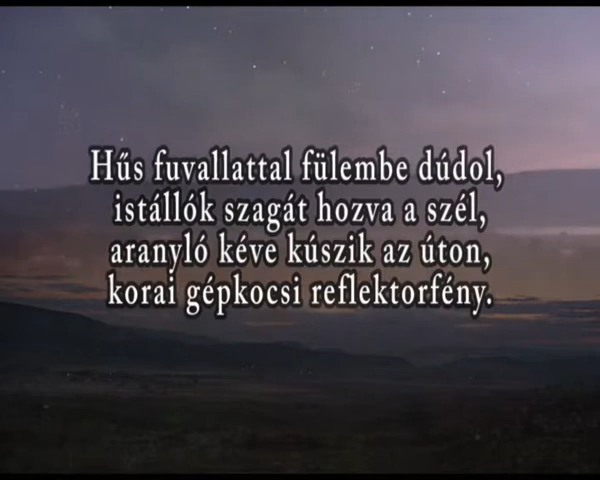 Hűs fuvallattal fülembe dúdol,
istállók szagát hozva a szél,
aranyló kéve kúszik az úton,
korai gépkocsi reflektorfény.